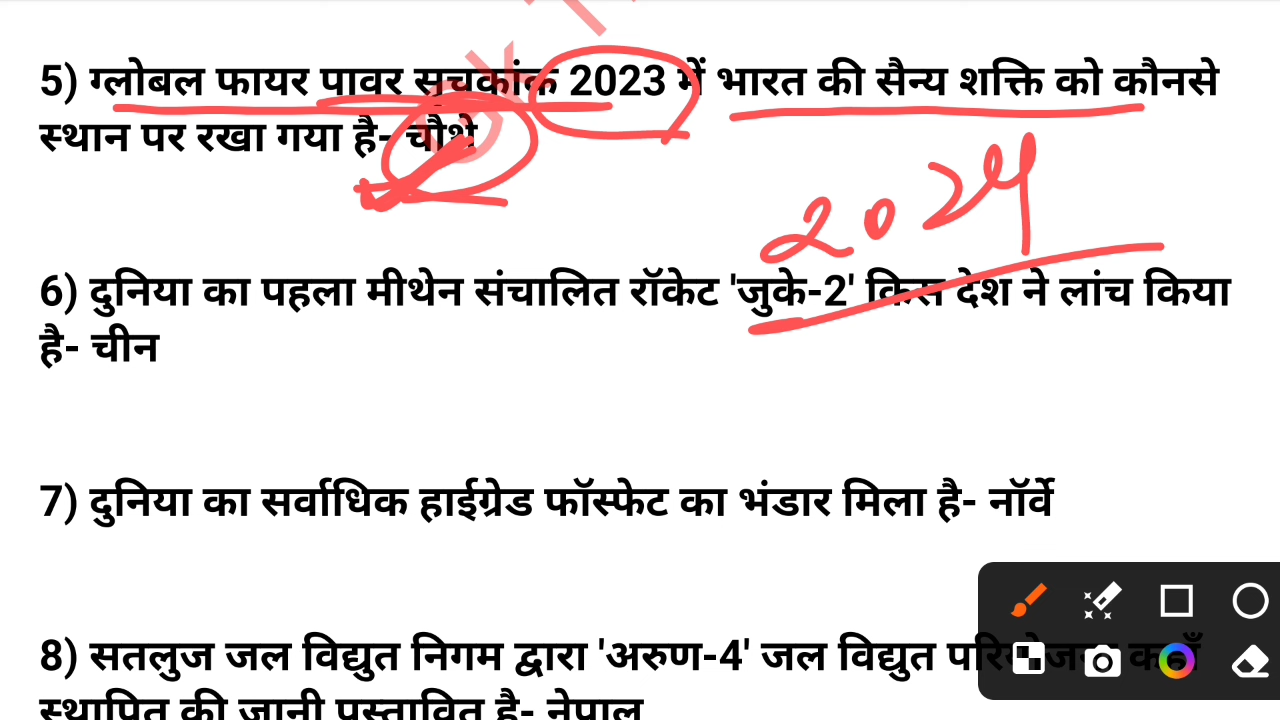 5) ग्लोबल फायर पावर सूचकांक 2023 में भारत की सैन्य शक्ति को कौनसे
स्थान पर रखा गया है- चौथे
2024
6) दुनिया का पहला मीथेन संचालित रॉकेट 'जुके-2' किस देश ने लांच किया
है- चीन
7) दुनिया का सर्वाधिक हाईग्रेड फॉस्फेट का भंडार मिला है- नॉर्वे
8) सतलुज जल विद्युत निगम द्वारा 'अरुण-4' जल विद्युत परियोजना कहाँ
स्थापित की जानी प्रस्तावित है- नेपाल